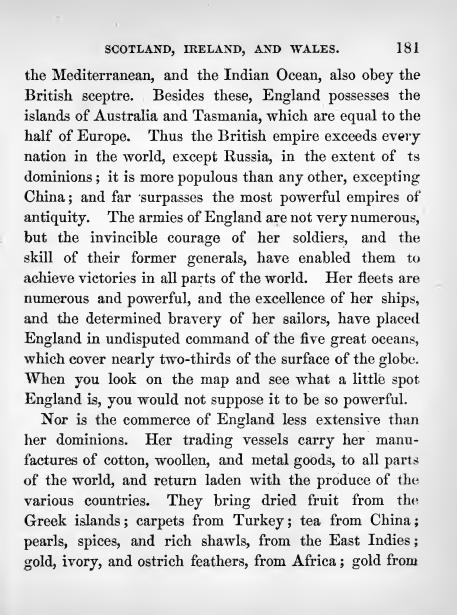 SCOTLAND, IRELAND, AND WALES. 181
the Mediterranean, and the Indian Ocean, also obey the
British sceptre. Besides these, England possesses the
islands of Australia and Tasmania, which are equal to the
half of Europe. Thus the British empire exceeds every
nation in the world, except Russia, in the extent of ts
dominions; it is more populous than any other, excepting
China; and far surpasses the most powerful empires of
antiquity. The armies of England are not very numerous,
but the invincible courage of her soldiers, and the
skill of their former generals, have enabled them to
achieve victories in all parts of the world. Her fleets are
numerous and powerful, and the excellence of her ships,
and the determined bravery of her sailors, have placed
England in undisputed command of the five great oceans,
which cover nearly two-thirds of the surface of the globe.
When you look on the map and see what a little spot
England is, you would not suppose it to be so powerful.
Nor is the commerce of England less extensive than
her dominions. Her trading vessels carry her manu-
factures of cotton, woollen, and metal goods, to all parts
of the world, and return laden with the produce of the
various countries. They bring dried fruit from the
Greek islands; carpets from Turkey; tea from China;
pearls, spices, and rich shawls, from the East Indies;
gold, ivory, and ostrich feathers, from Africa; gold from